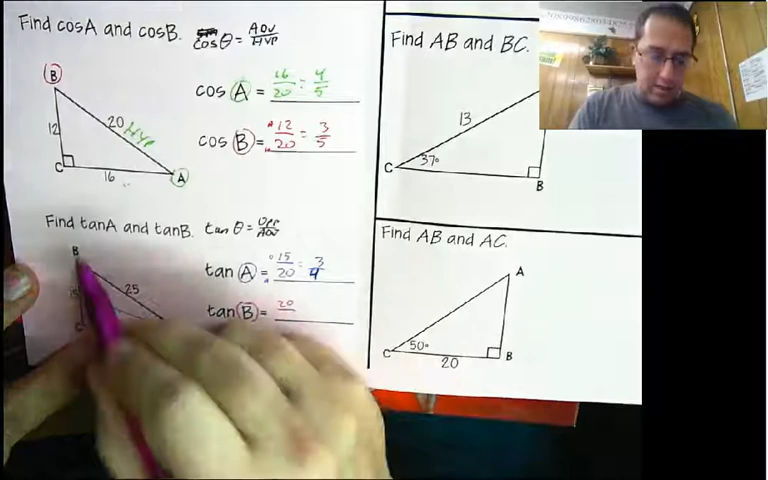 Find cosA and cosB.
cos θ = ADJ/HYP
B
20 HYP
12
C
16
A
cos A = 16/20 = 4/5
cos B = 12/20 = 3/5
Find tanA and tanB.
tan θ = OPP/ADJ
B
25
15
C
tan A = 15/20 = 3/4
tan B = 20
Find AB and BC.
13
C
37°
B
Find AB and AC.
A
C
50°
20
B